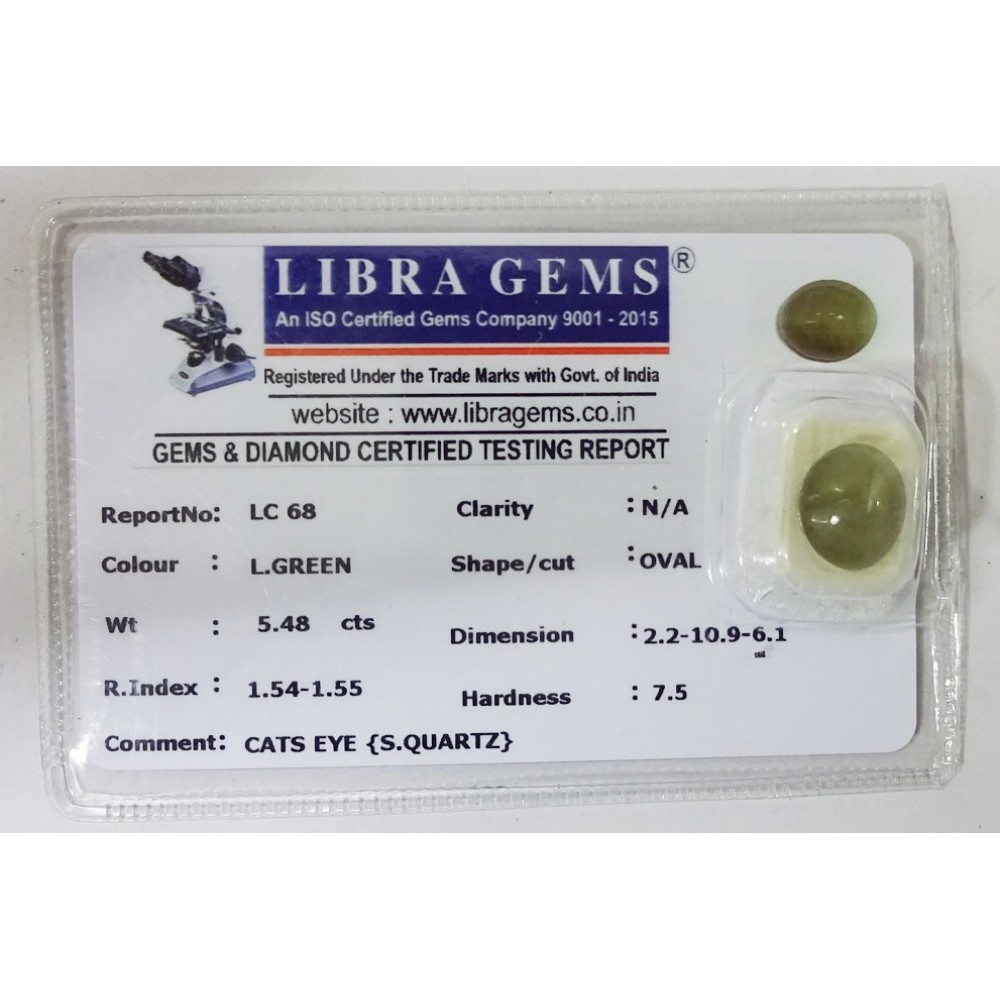 LIBRA GEMS ®
An ISO Certified Gems Company 9001 - 2015
Registered Under the Trade Marks with Govt. of India
website : www.libragems.co.in
GEMS & DIAMOND CERTIFIED TESTING REPORT
ReportNo: LC 68 Clarity : N/A
Colour : L.GREEN Shape/cut : OVAL
Wt : 5.48 cts Dimension : 2.2-10.9-6.1
R.Index : 1.54-1.55 Hardness : 7.5
Comment: CATS EYE {S.QUARTZ}